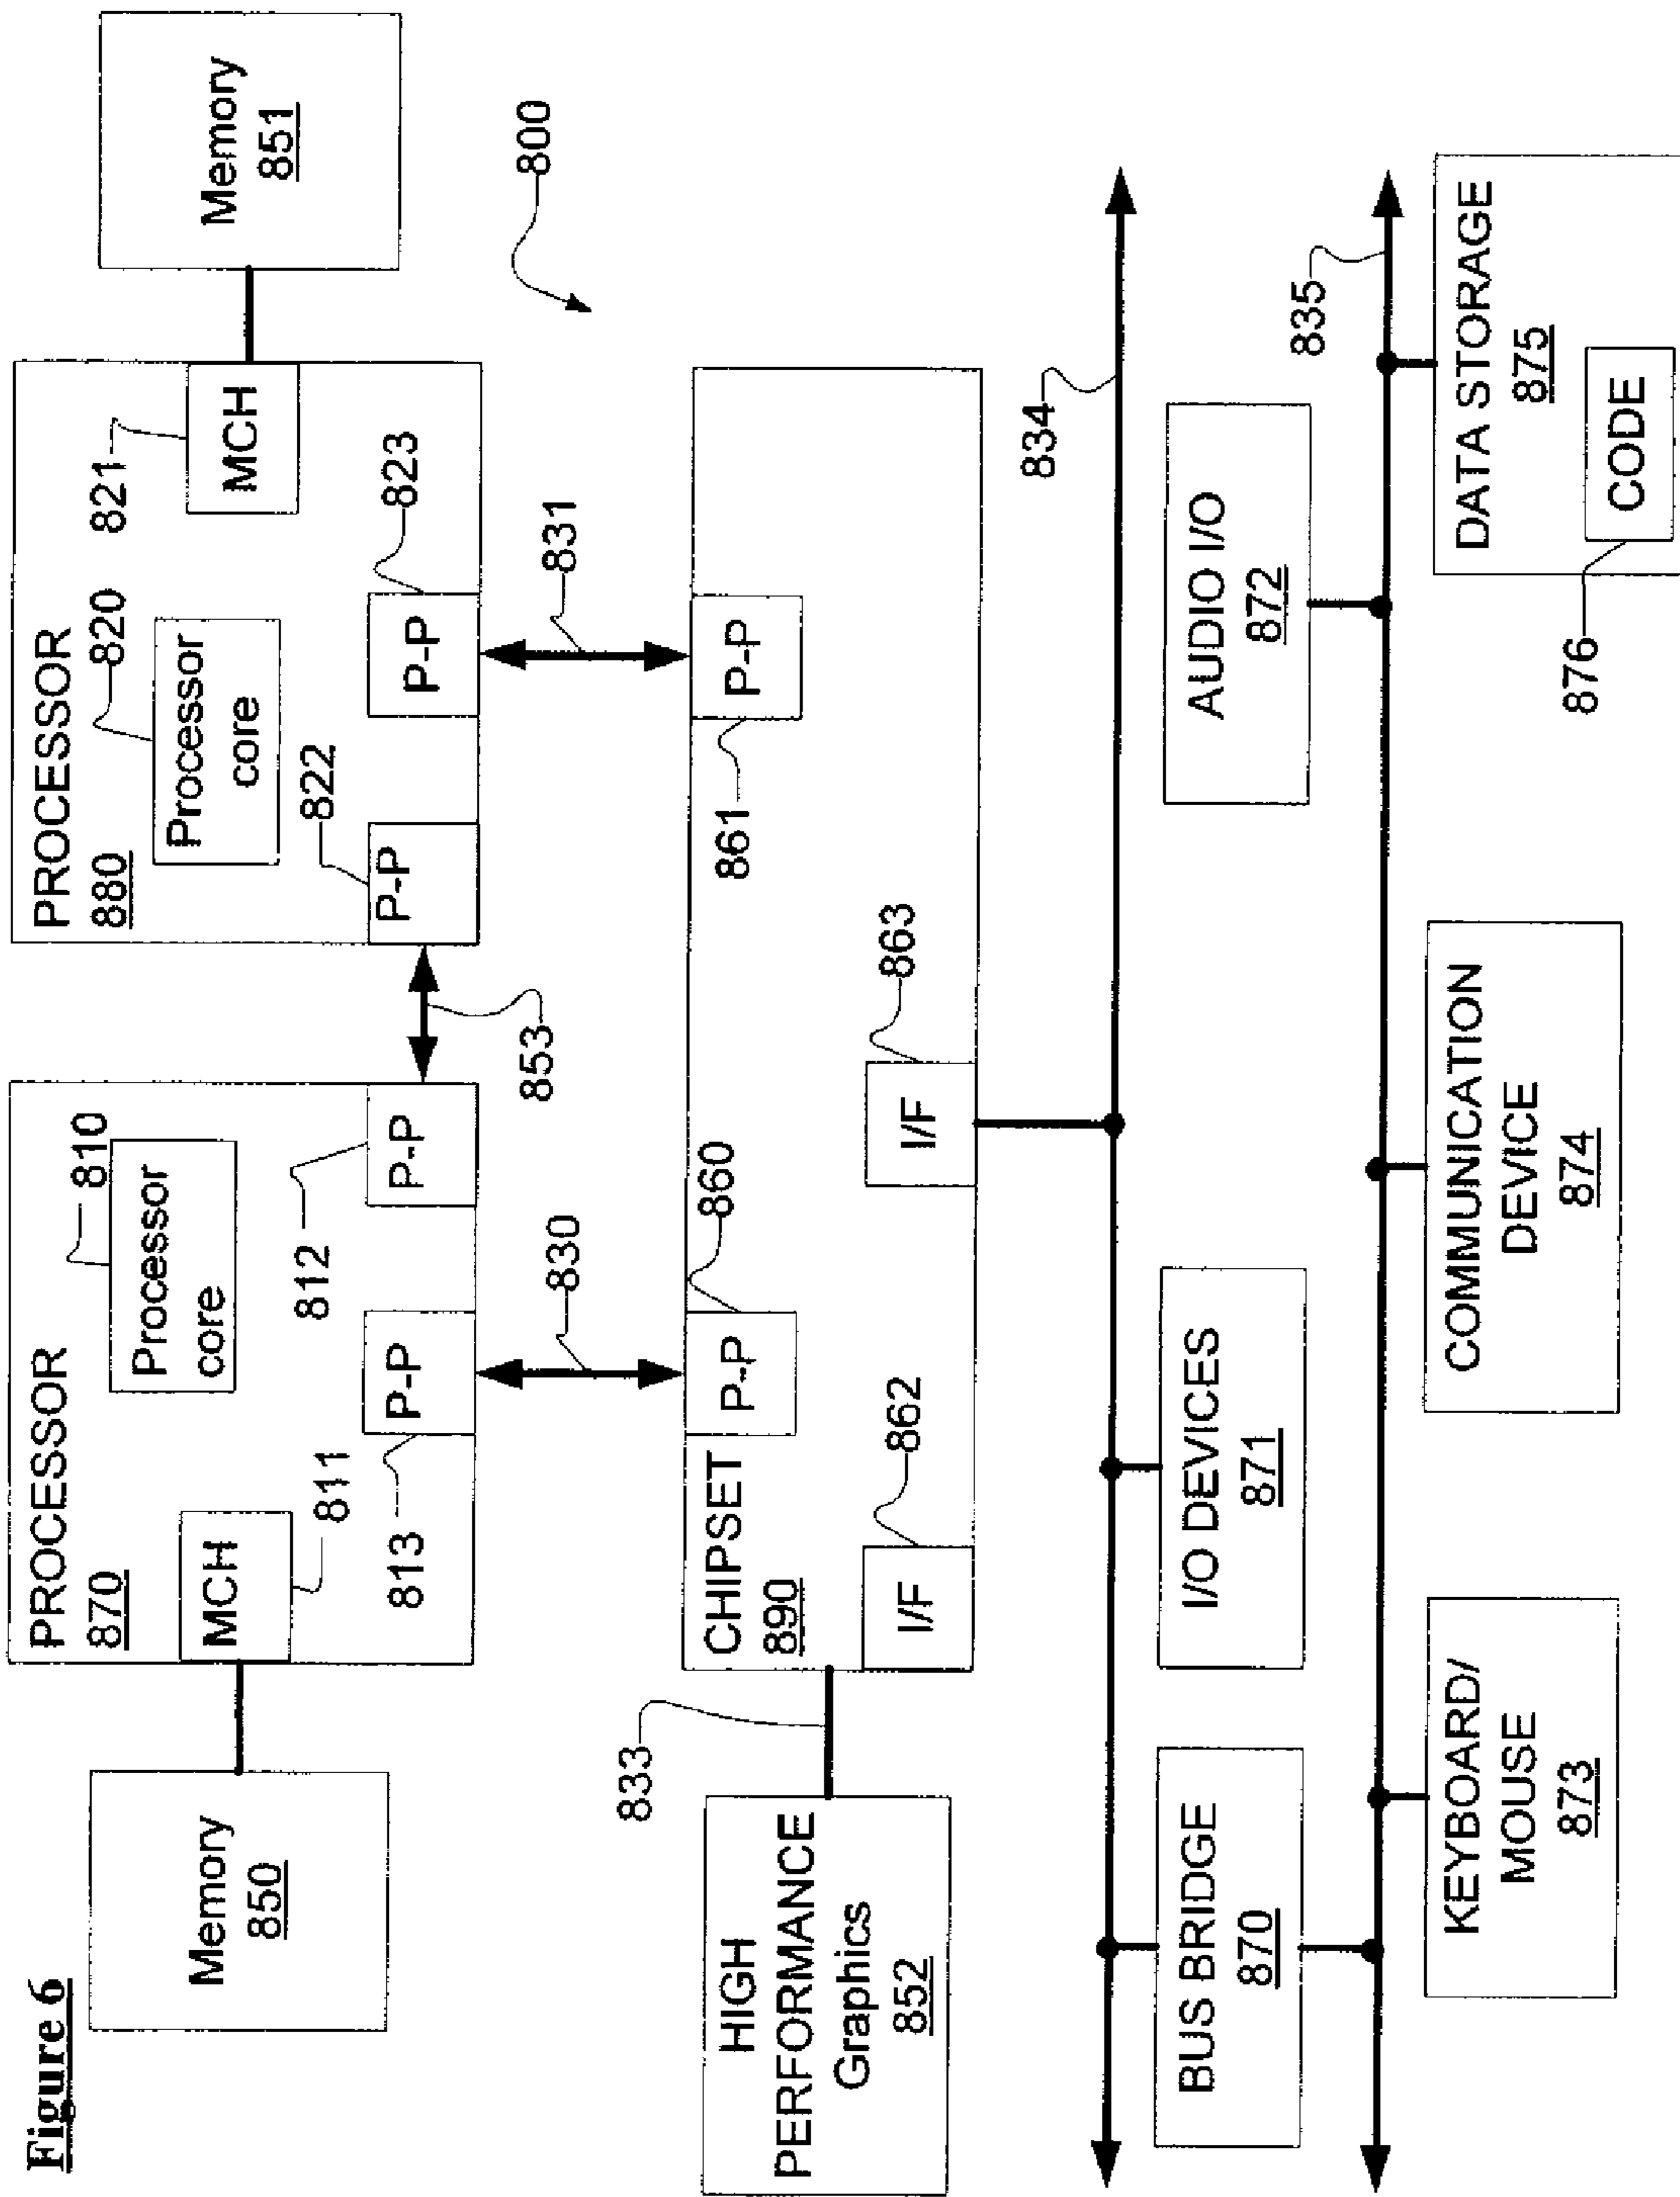 Figure 6
Memory
850
PROCESSOR
870
MCH
811
Processor
core
810
P-P
813
P-P
812
853
PROCESSOR
880
Processor
core
820
P-P
822
P-P
823
MCH
821
Memory
851
830
831
800
HIGH
PERFORMANCE
Graphics
852
833
CHIPSET
890
P-P
860
P-P
861
I/F
862
I/F
863
834
BUS BRIDGE
870
I/O DEVICES
871
AUDIO I/O
872
835
KEYBOARD/
MOUSE
873
COMMUNICATION
DEVICE
874
DATA STORAGE
875
CODE
876